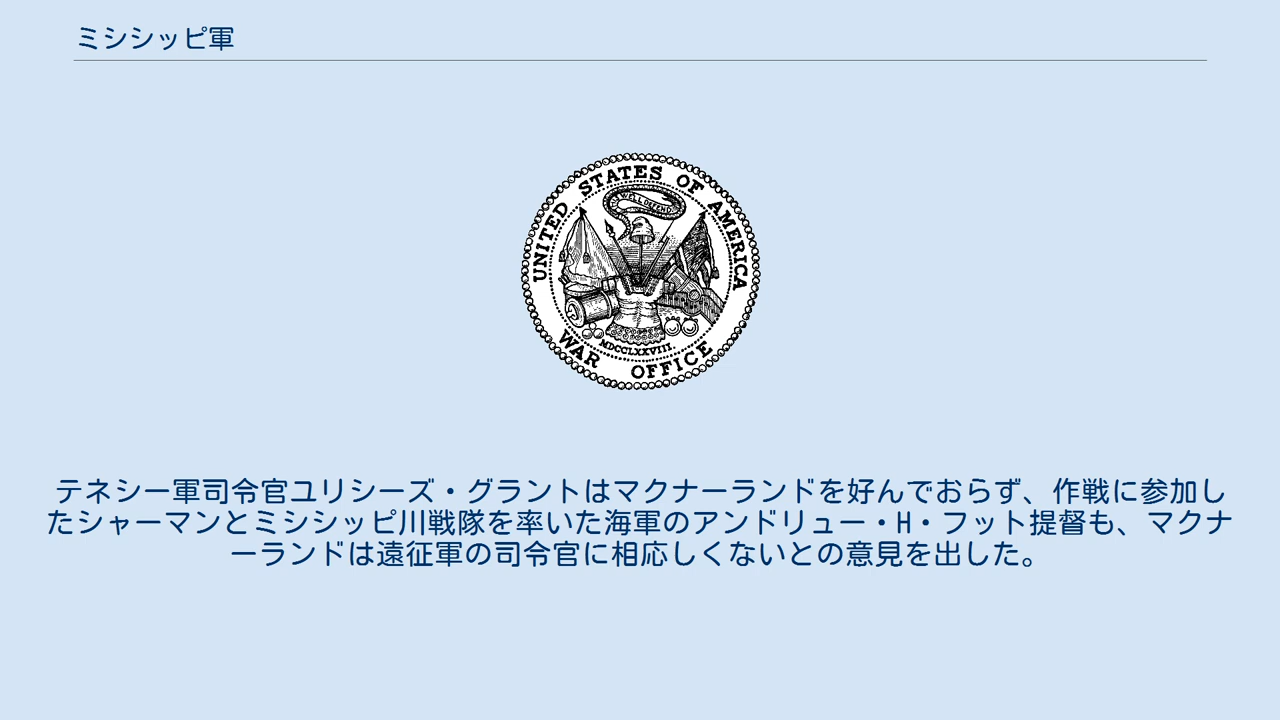 ミシシッピ軍
UNITED STATES OF AMERICA
WE'LL DEFEND
MDCCLXXVIII.
WAR OFFICE
テネシー軍司令官ユリシーズ・グラントはマクナーランドを好んでおらず、作戦に参加し
たシャーマンとミシシッピ川戦隊を率いた海軍のアンドリュー・H・フット提督も、マクナ
ーランドは遠征軍の司令官に相応しくないとの意見を出した。